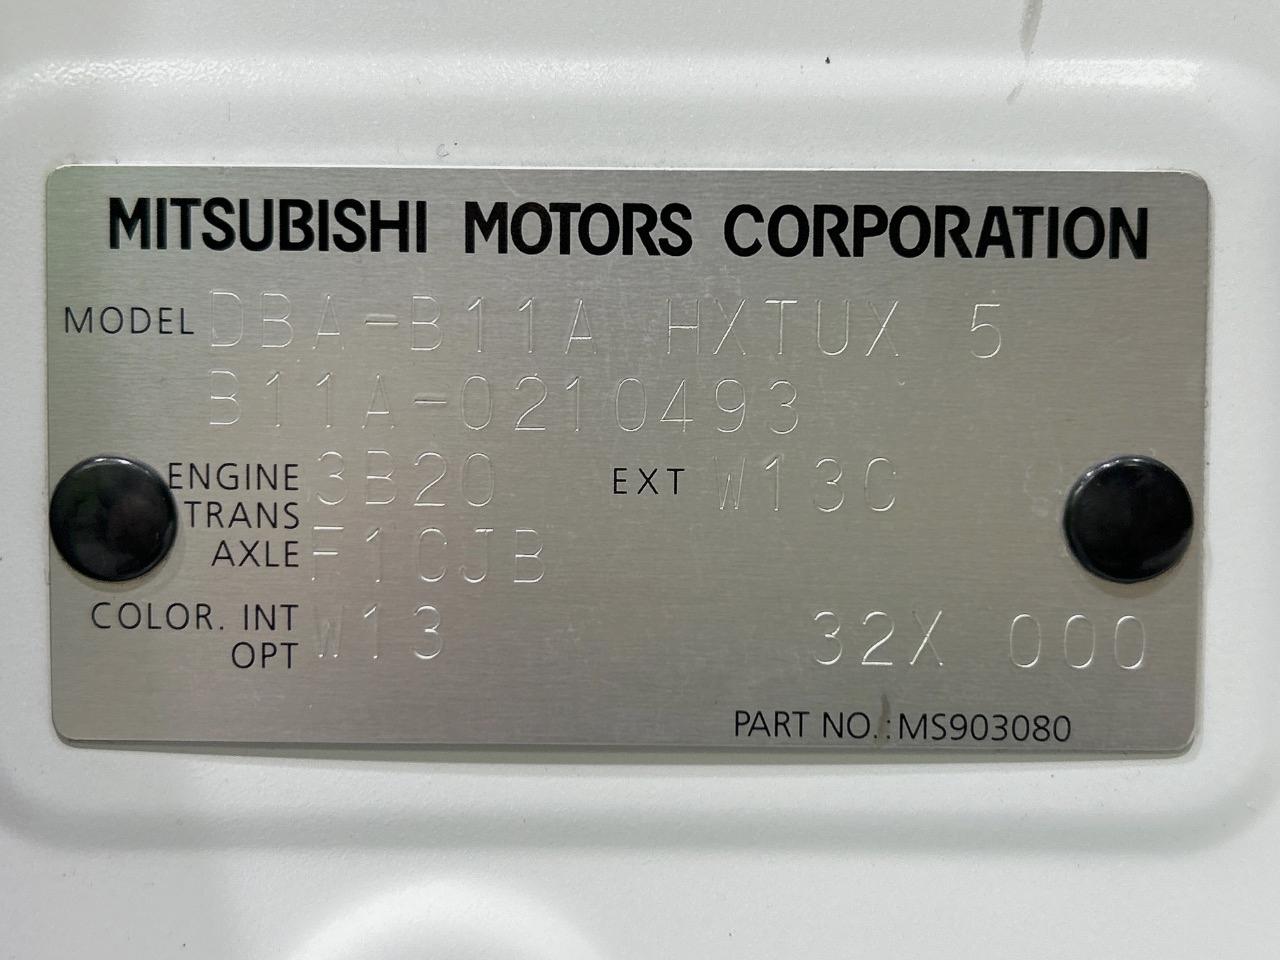 MITSUBISHI MOTORS CORPORATION
MODEL DBA-B11A HXTUX 5
B11A-0210493
ENGINE 3B20 EXT W13C
TRANS
AXLE F1CJB
COLOR. INT W13 32X 000
OPT
PART NO.:MS903080